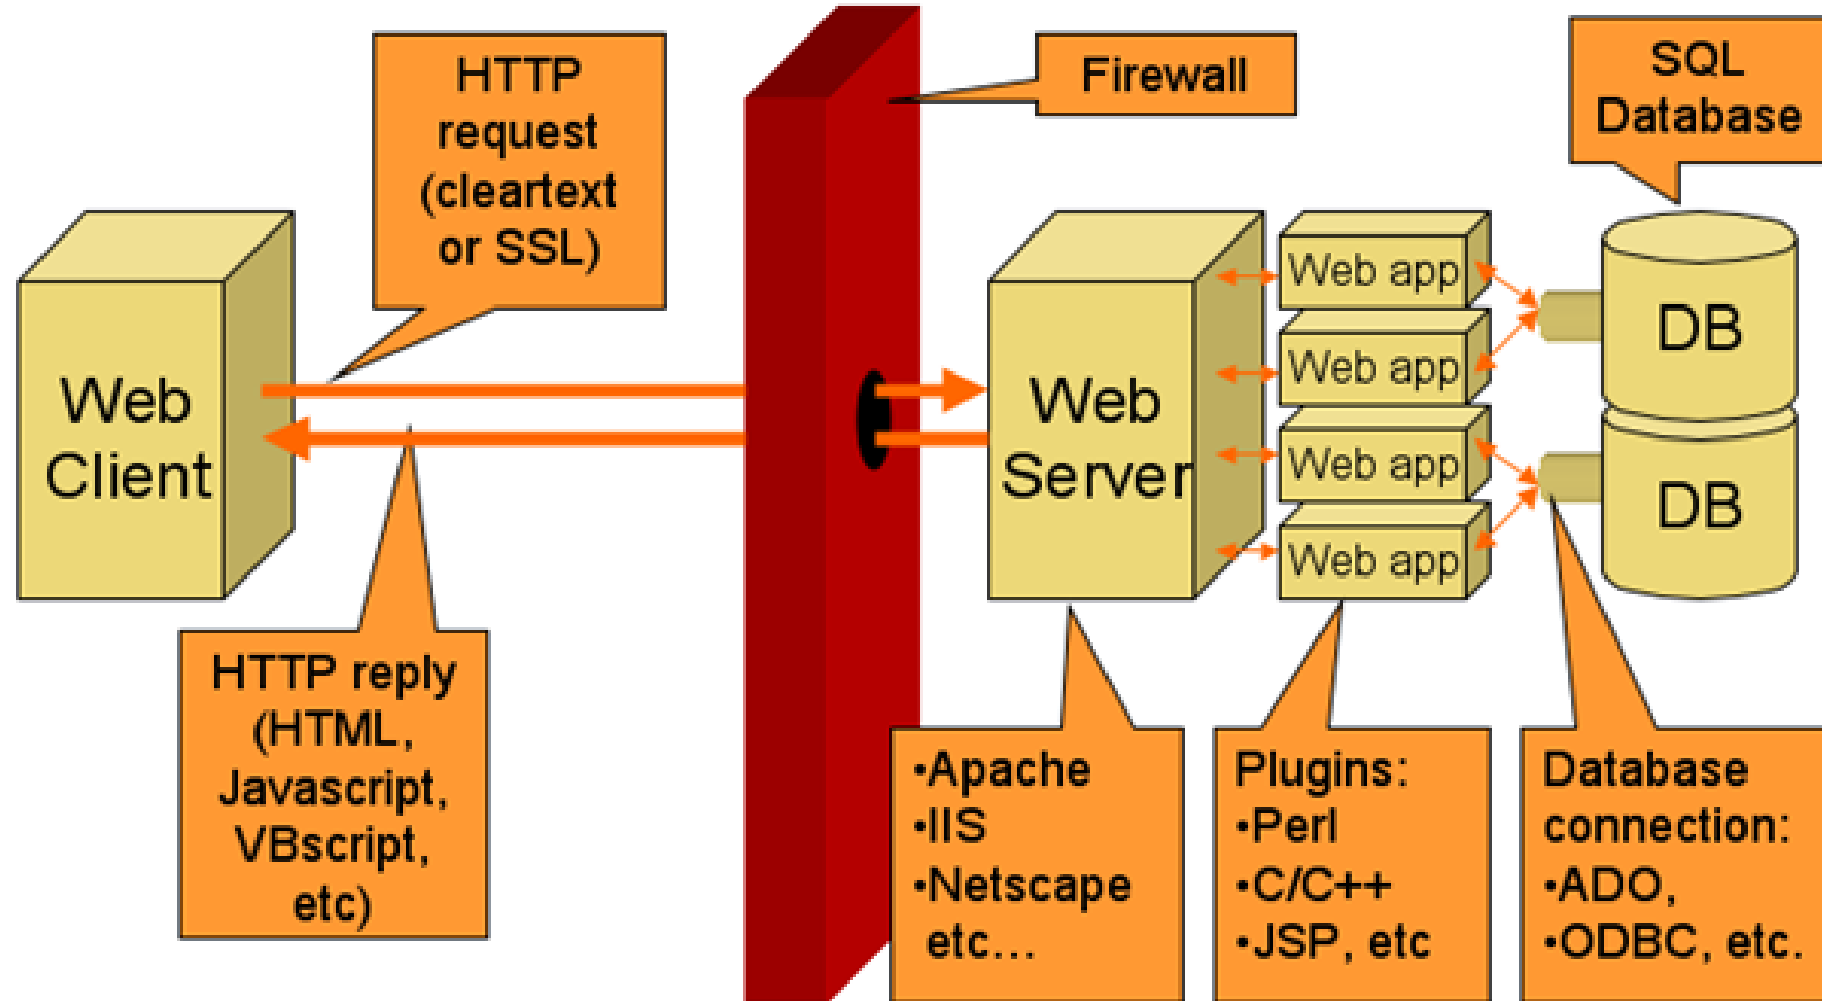 HTTP
request
(cleartext
or SSL)
Firewall
SQL
Database
Web
Client
Web
Server
Web app
Web app
Web app
Web app
DB
DB
HTTP reply
(HTML,
Javascript,
VBscript,
etc)
•Apache
•IIS
•Netscape
etc...
Plugins:
•Perl
•C/C++
•JSP, etc
Database
connection:
•ADO,
•ODBC, etc.